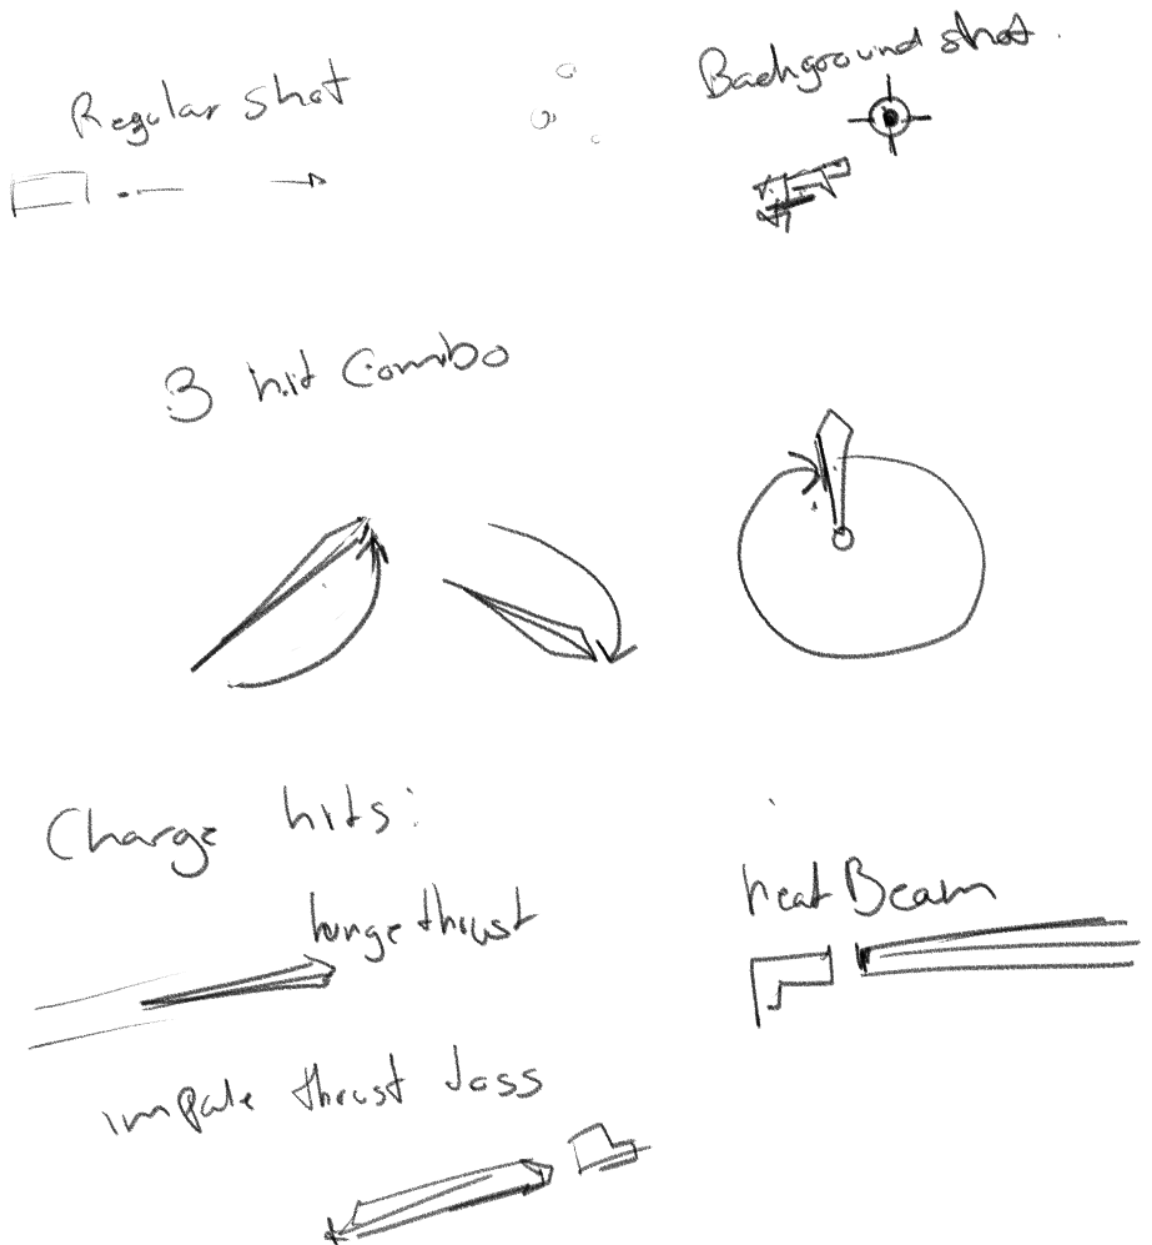 Regular shot
Background shot.
3 hit Combo
Charge hits:
lunge thrust
heat Beam
impale thrust toss